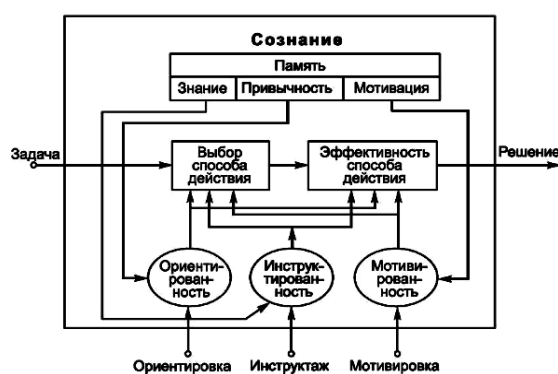 Сознание
Память
Знание Привычность Мотивация
Задача
Выбор
способа
действия
Эффективность
способа
действия
Решение
Ориенти-
рован-
ность
Инструк-
тирован-
ность
Мотиви-
рован-
ность
Ориентировка Инструктаж Мотивировка